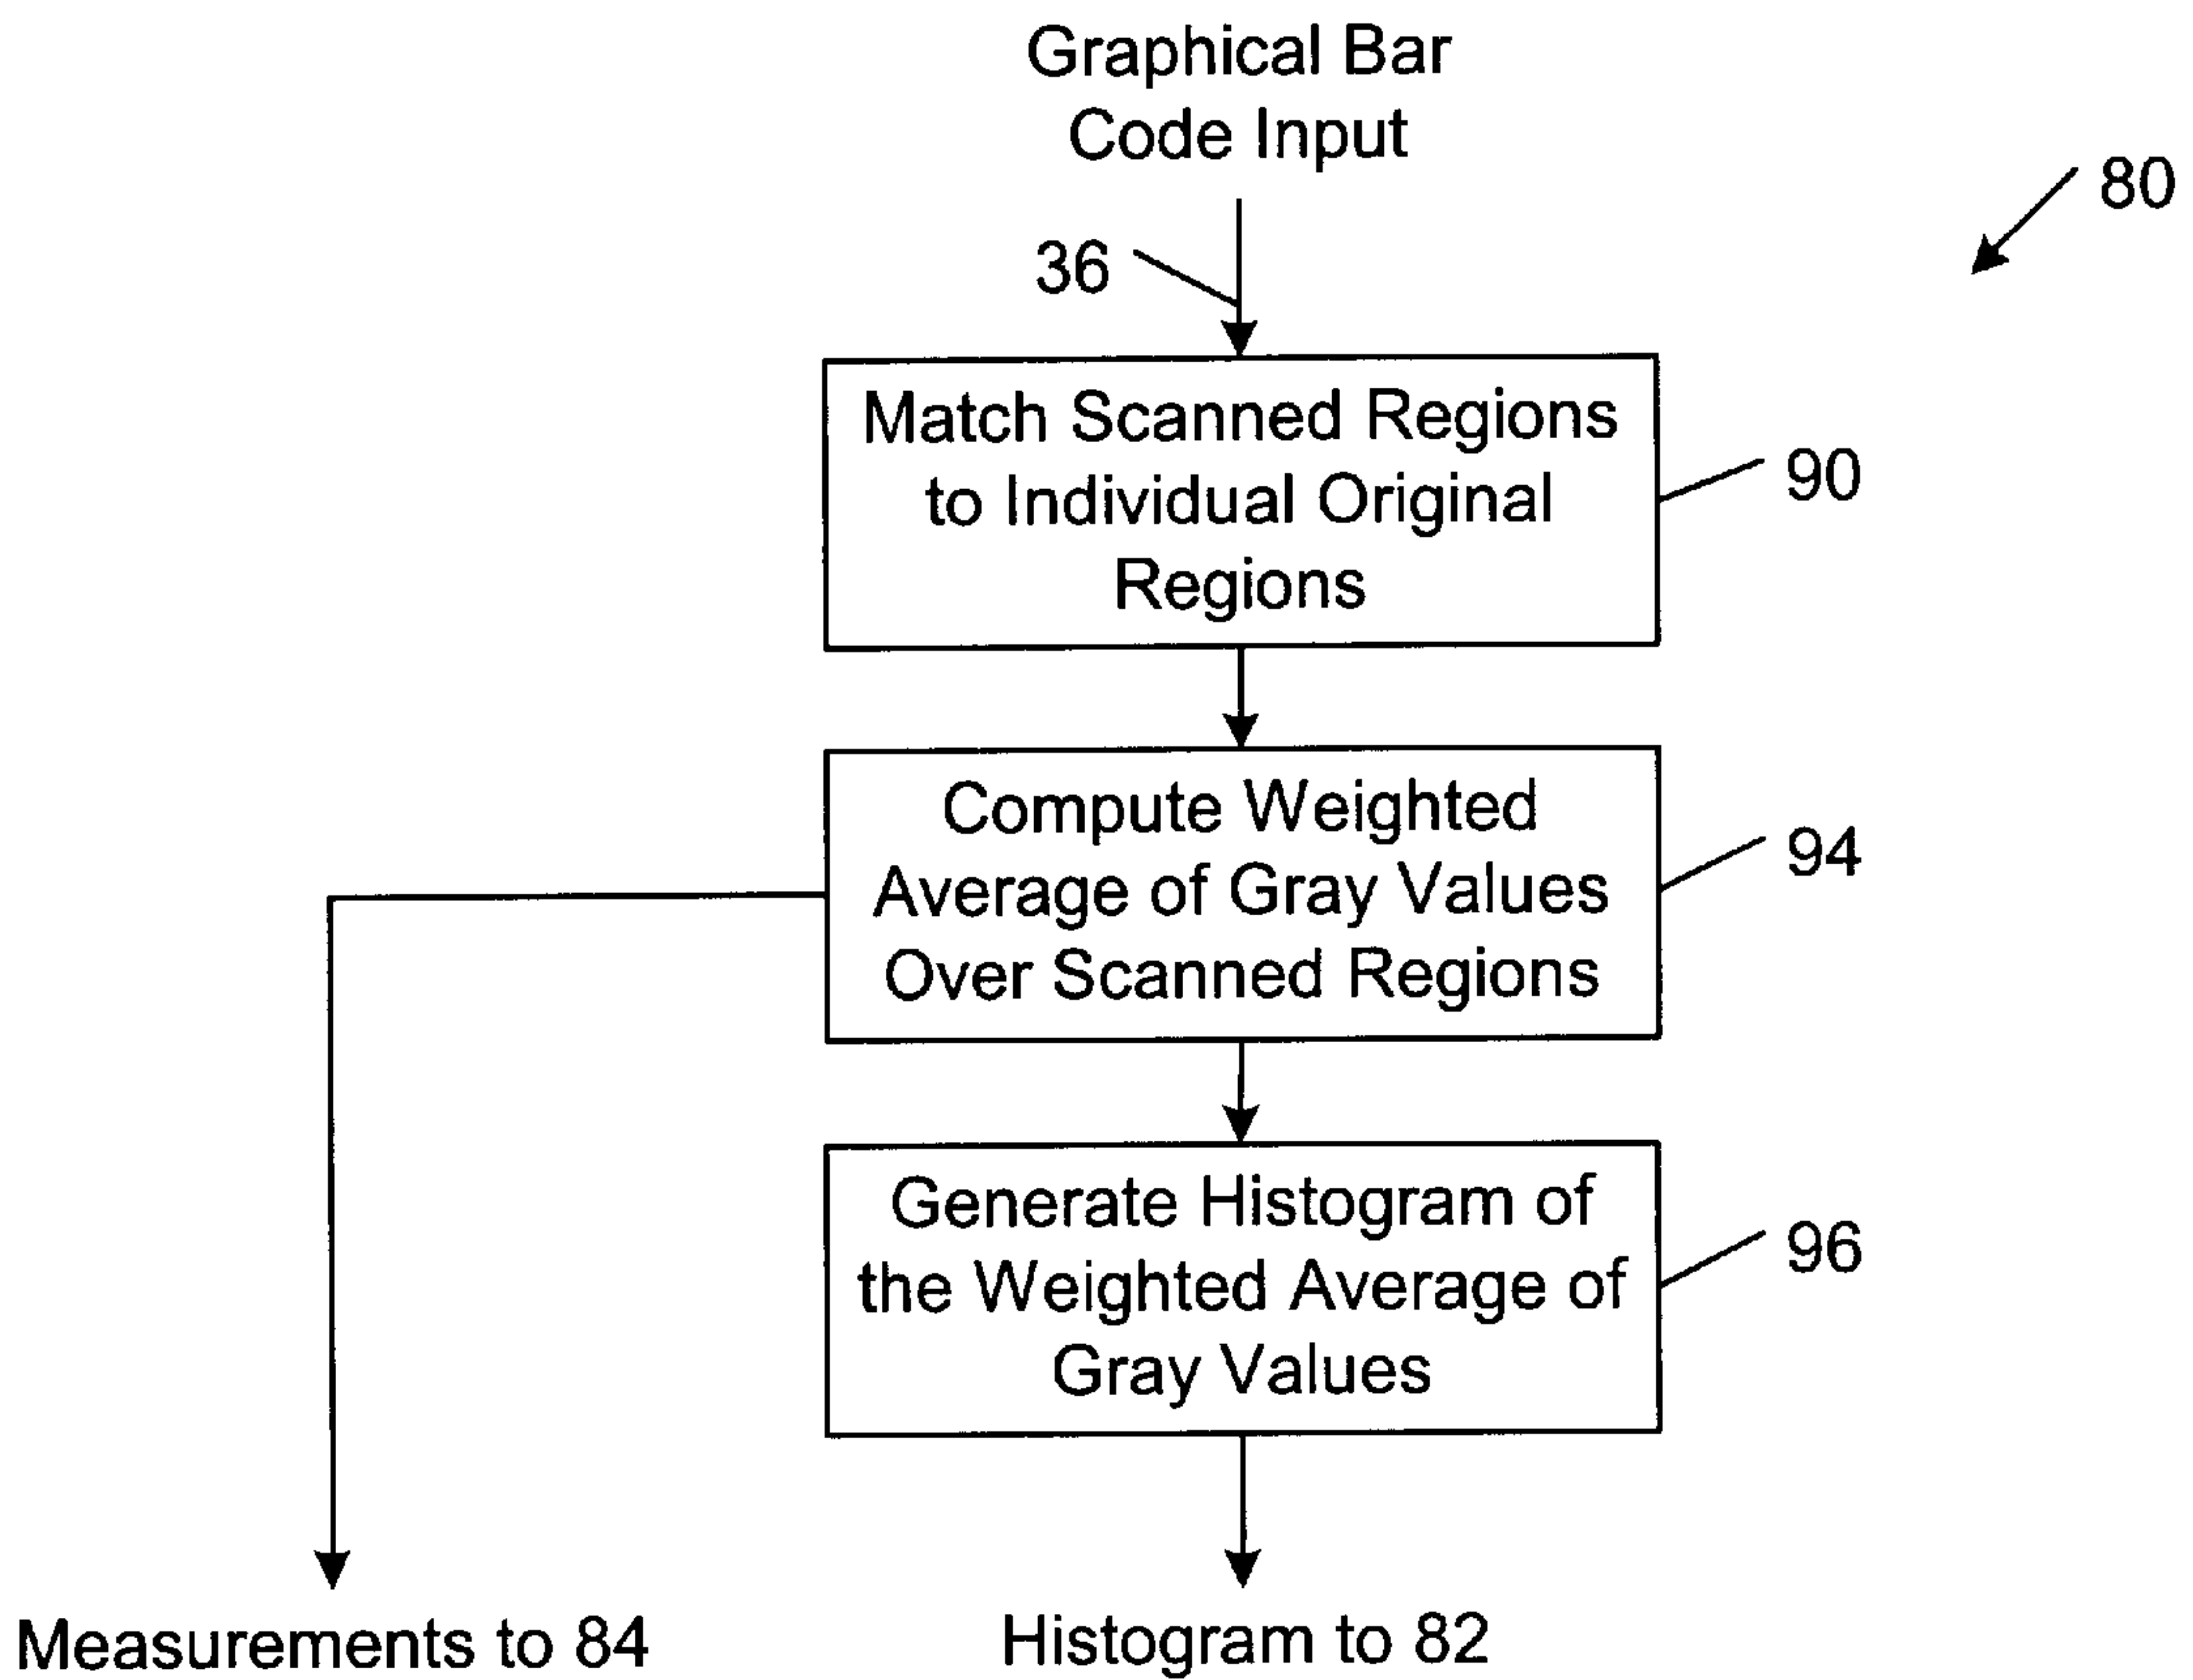 Graphical Bar
Code Input
80
36
Match Scanned Regions
to Individual Original
Regions
90
Compute Weighted
Average of Gray Values
Over Scanned Regions
94
Generate Histogram of
the Weighted Average of
Gray Values
96
Measurements to 84
Histogram to 82